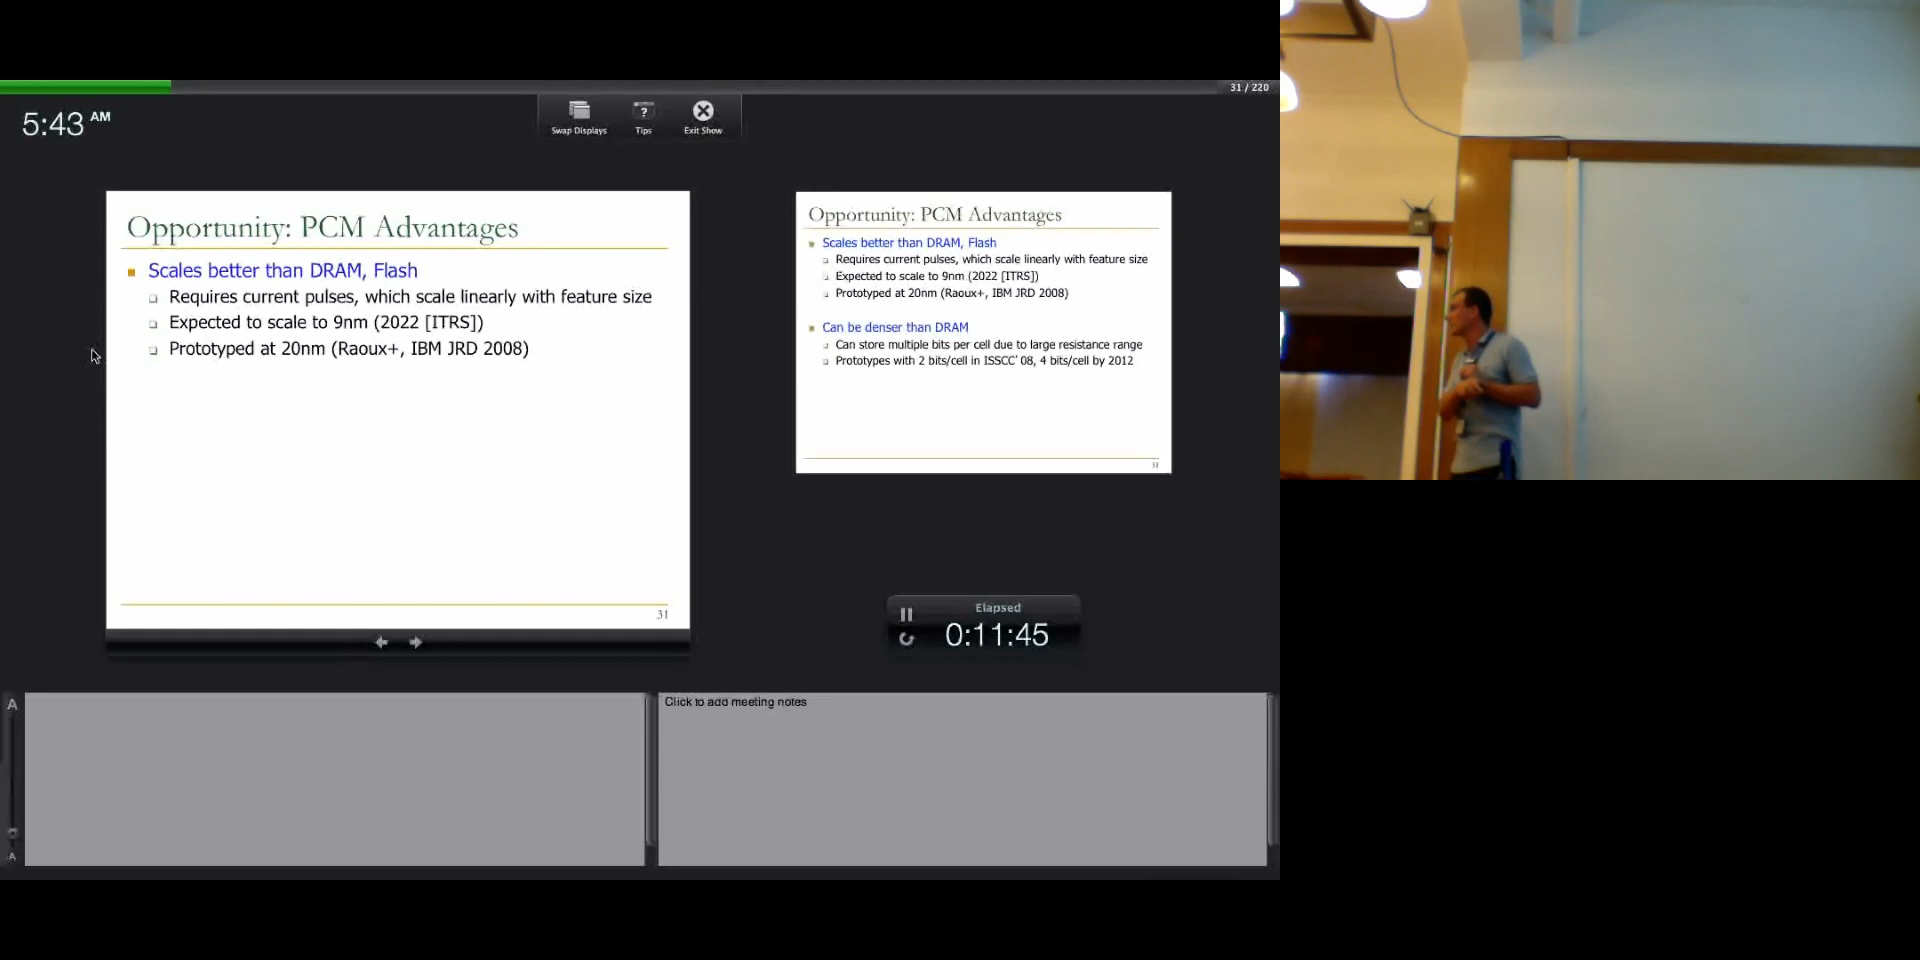 31 / 220
5:43 AM
Swap Displays
Tips
Exit Show
Opportunity: PCM Advantages
Scales better than DRAM, Flash
Requires current pulses, which scale linearly with feature size
Expected to scale to 9nm (2022 [ITRS])
Prototyped at 20nm (Raoux+, IBM JRD 2008)
31
Opportunity: PCM Advantages
Scales better than DRAM, Flash
Requires current pulses, which scale linearly with feature size
Expected to scale to 9nm (2022 [ITRS])
Prototyped at 20nm (Raoux+, IBM JRD 2008)
Can be denser than DRAM
Can store multiple bits per cell due to large resistance range
Prototypes with 2 bits/cell in ISSCC' 08, 4 bits/cell by 2012
31
Elapsed
0:11:45
A
A
Click to add meeting notes